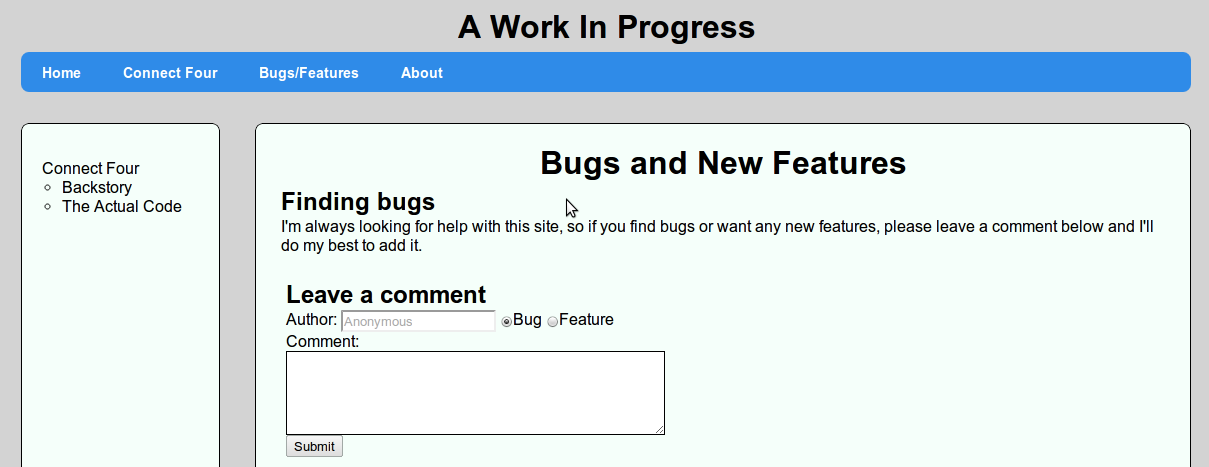 A Work In Progress
Home Connect Four Bugs/Features About
Connect Four
Backstory
The Actual Code
Bugs and New Features
Finding bugs
I'm always looking for help with this site, so if you find bugs or want any new features, please leave a comment below and I'll
do my best to add it.
Leave a comment
Author: Anonymous Bug Feature
Comment:
Submit